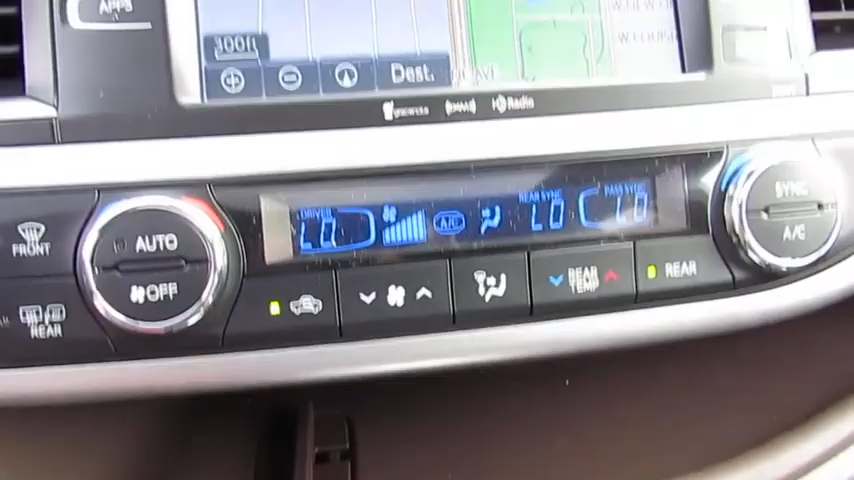 APPS
300ft
Dest.
HD Radio
DRIVER
LO
A/C
REAR SYNC
LO
PASS SYNC
LO
FRONT
AUTO
OFF
REAR
REAR
TEMP
REAR
SYNC
A/C